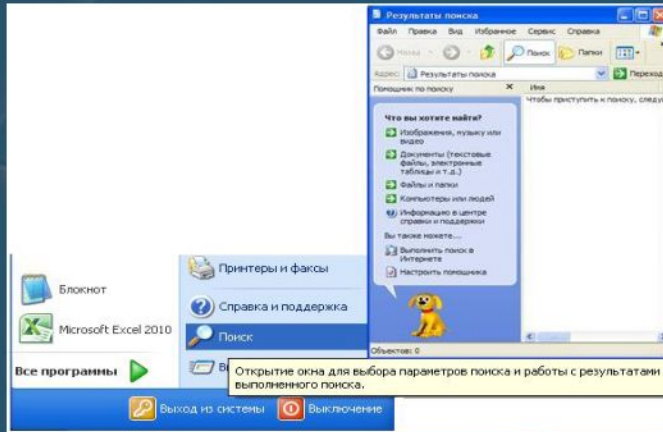 Результаты поиска
Файл Правка Вид Избранное Сервис Справка
Назад Поиск Папки
Адрес: Результаты поиска Переход
Помощник по поиску Имя
Чтобы приступить к поиску,
Что вы хотите найти?
Изображения, музыку или
видео
Документы (текстовые
файлы, электронные
таблицы и т.д.)
Файлы и папки
Компьютеры или людей
Информацию в центре
справки и поддержки
Вы также можете...
Выполнить поиск в
Интернете
Настроить помощника
Объектов: 0
Блокнот
Microsoft Excel 2010
Все программы
Принтеры и факсы
Справка и поддержка
Поиск
Открытие окна для выбора параметров поиска и работы с результатами
выполненного поиска.
Выход из системы Выключение